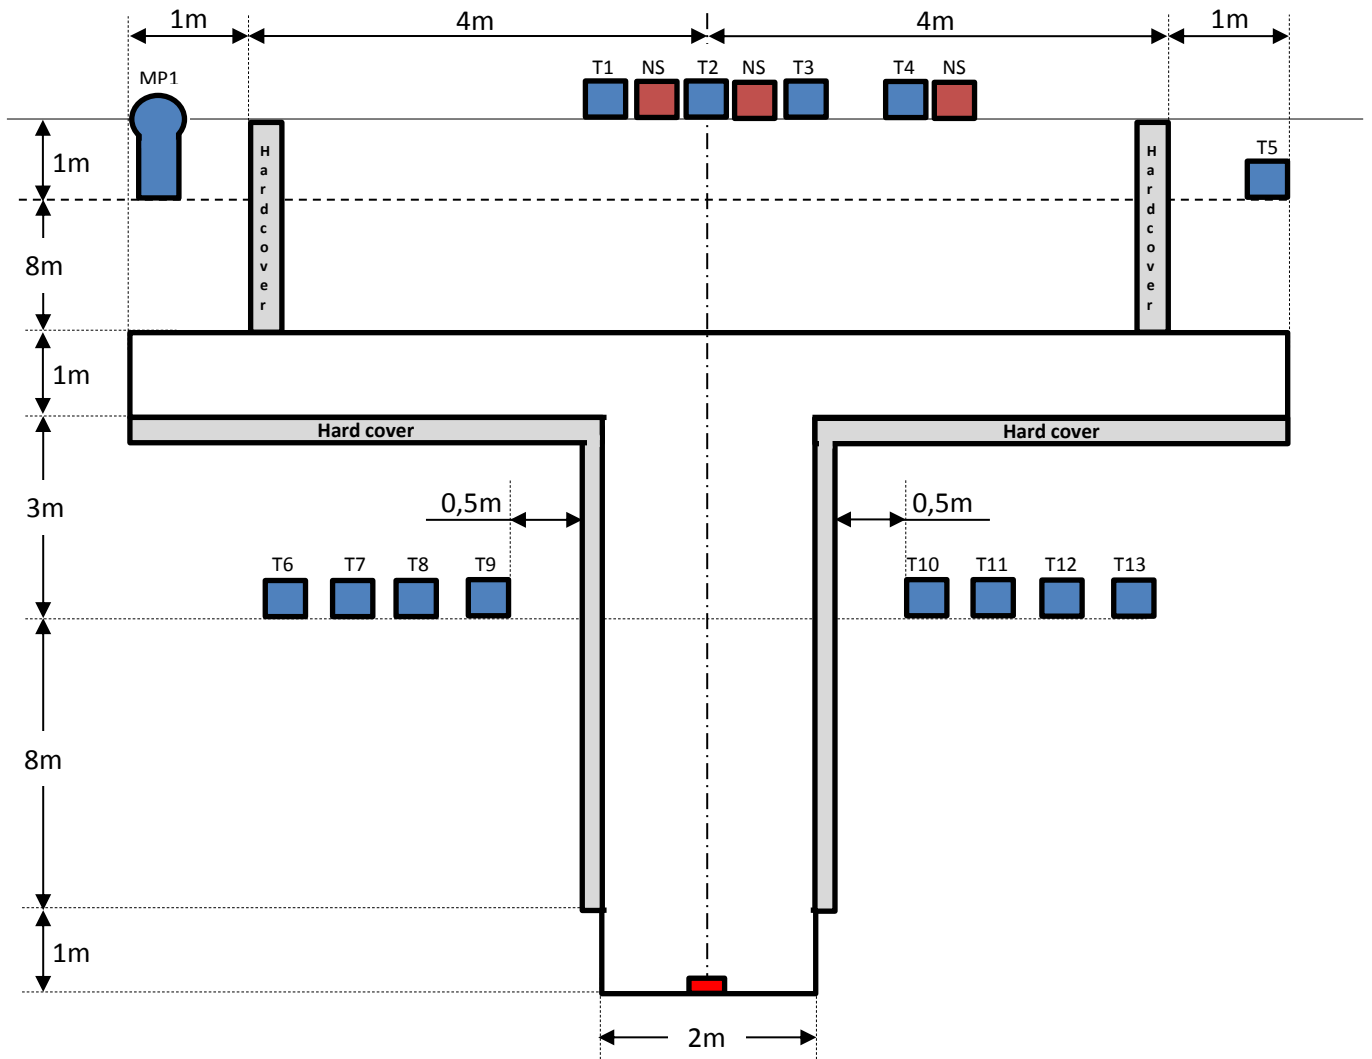 1m 4m 4m 1m
MP1 T1 NS T2 NS T3 T4 NS
1m Hardcover Hardcover T5
8m
1m
Hard cover Hard cover
3m 0,5m 0,5m
T6 T7 T8 T9 T10 T11 T12 T13
8m
1m
2m